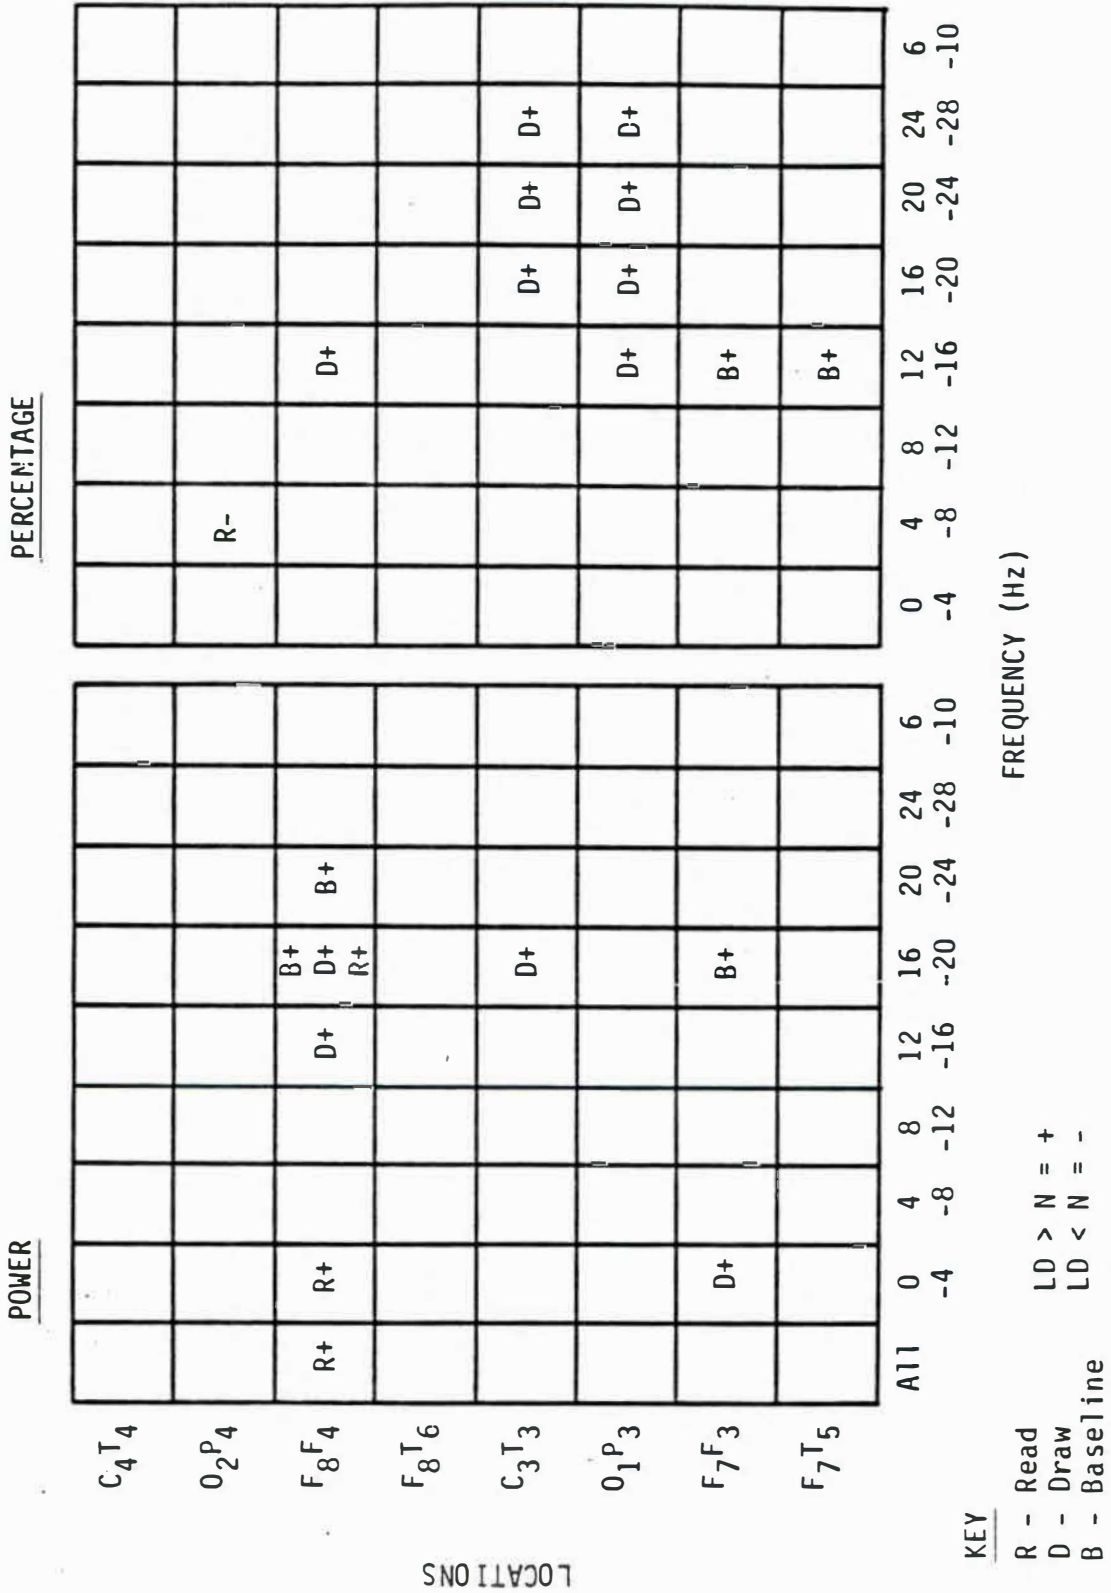 POWER
PERCENTAGE
LOCATIONS
C4T4
O2P4 R-
F8F4 R+ R+ D+ B+ D+ R+ B+ D+
F8T6
C3T3 D+ D+ D+ D+
O1P3 D+ D+ D+ D+
F7F3 D+ B+ B+
F7T5 B+
All 0 4 8 12 16 20 24 6 0 4 8 12 16 20 24 6
-4 -8 -12 -16 -20 -24 -28 -10 -4 -8 -12 -16 -20 -24 -28 -10
FREQUENCY (Hz)
KEY
R - Read LD > N = +
D - Draw LD < N = -
B - Baseline